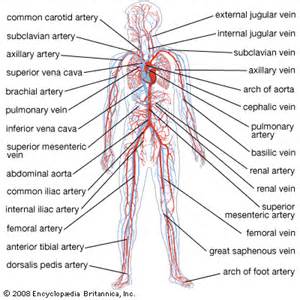 common carotid artery
subclavian artery
axillary artery
superior vena cava
brachial artery
pulmonary vein
inferior vena cava
superior mesenteric
vein
abdominal aorta
common iliac artery
internal iliac artery
femoral artery
anterior tibial artery
dorsalis pedis artery
external jugular vein
internal jugular vein
subclavian vein
axillary vein
arch of aorta
cephalic vein
pulmonary
artery
basilic vein
renal artery
renal vein
superior
mesenteric artery
femoral vein
great saphenous vein
arch of foot artery
© 2008 Encyclopædia Britannica, Inc.